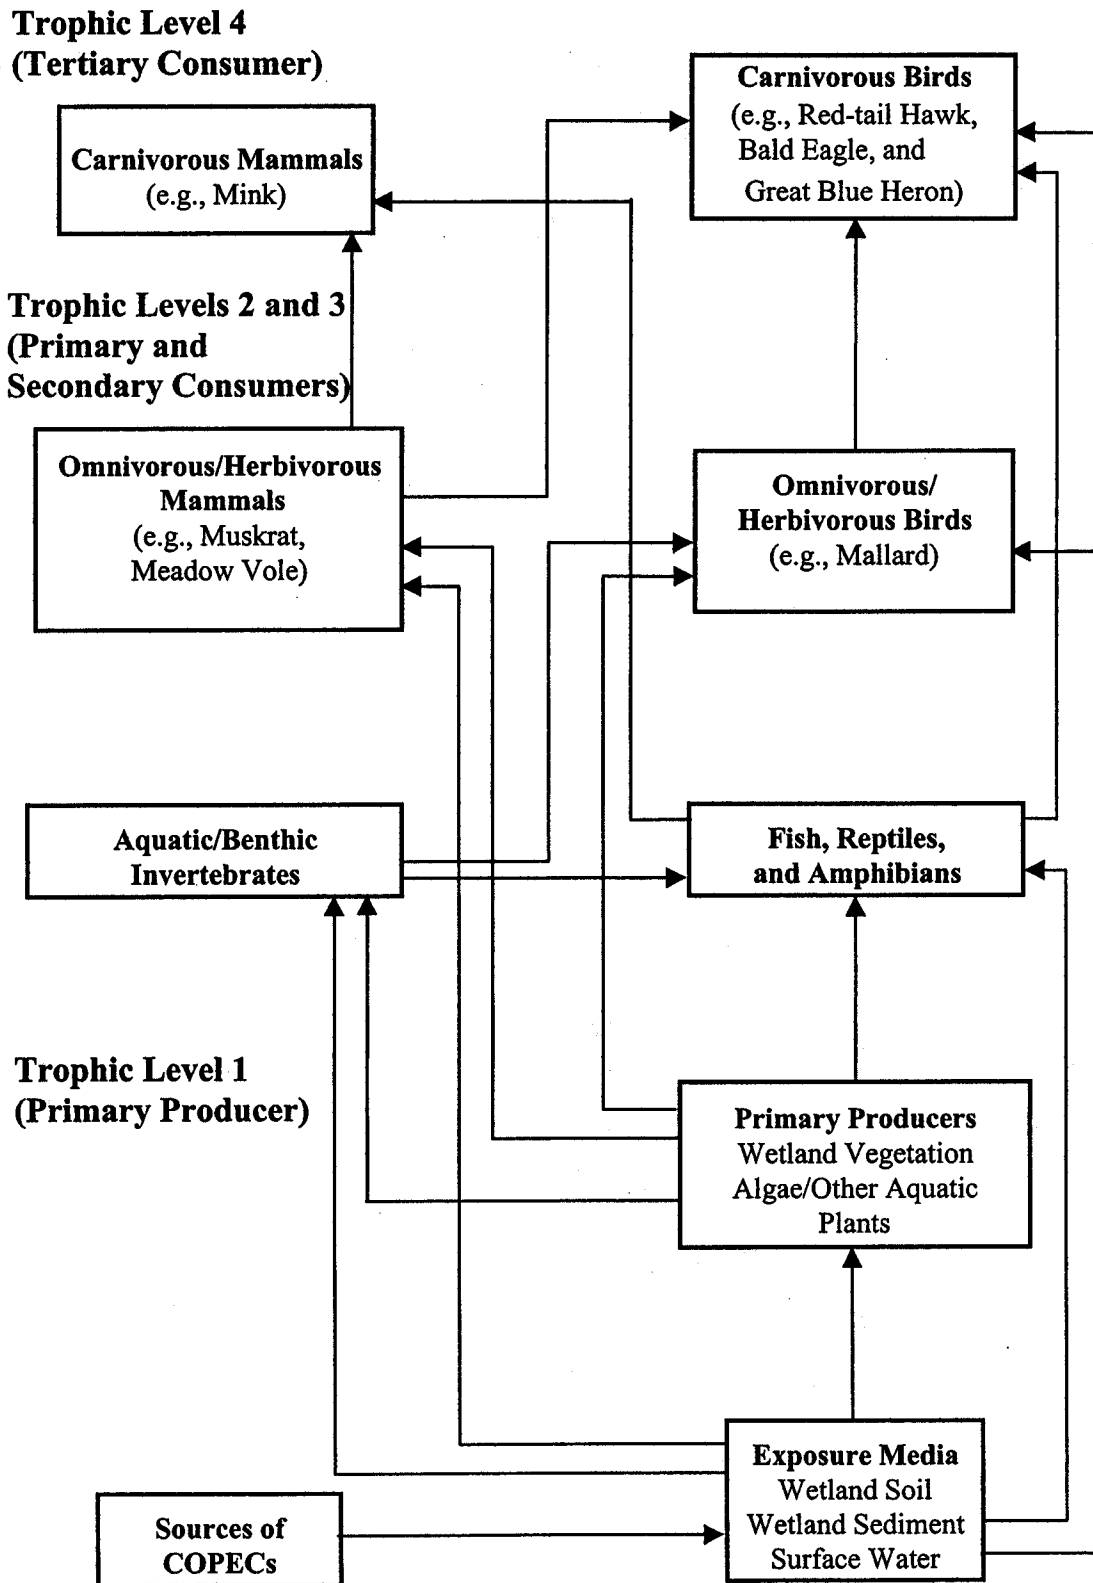 Trophic Level 4
(Tertiary Consumer)
Carnivorous Birds
(e.g., Red-tail Hawk,
Bald Eagle, and
Great Blue Heron)
Carnivorous Mammals
(e.g., Mink)
Trophic Levels 2 and 3
(Primary and
Secondary Consumers)
Omnivorous/Herbivorous
Mammals
(e.g., Muskrat,
Meadow Vole)
Omnivorous/
Herbivorous Birds
(e.g., Mallard)
Aquatic/Benthic
Invertebrates
Fish, Reptiles,
and Amphibians
Trophic Level 1
(Primary Producer)
Primary Producers
Wetland Vegetation
Algae/Other Aquatic
Plants
Exposure Media
Wetland Soil
Wetland Sediment
Surface Water
Sources of
COPECs